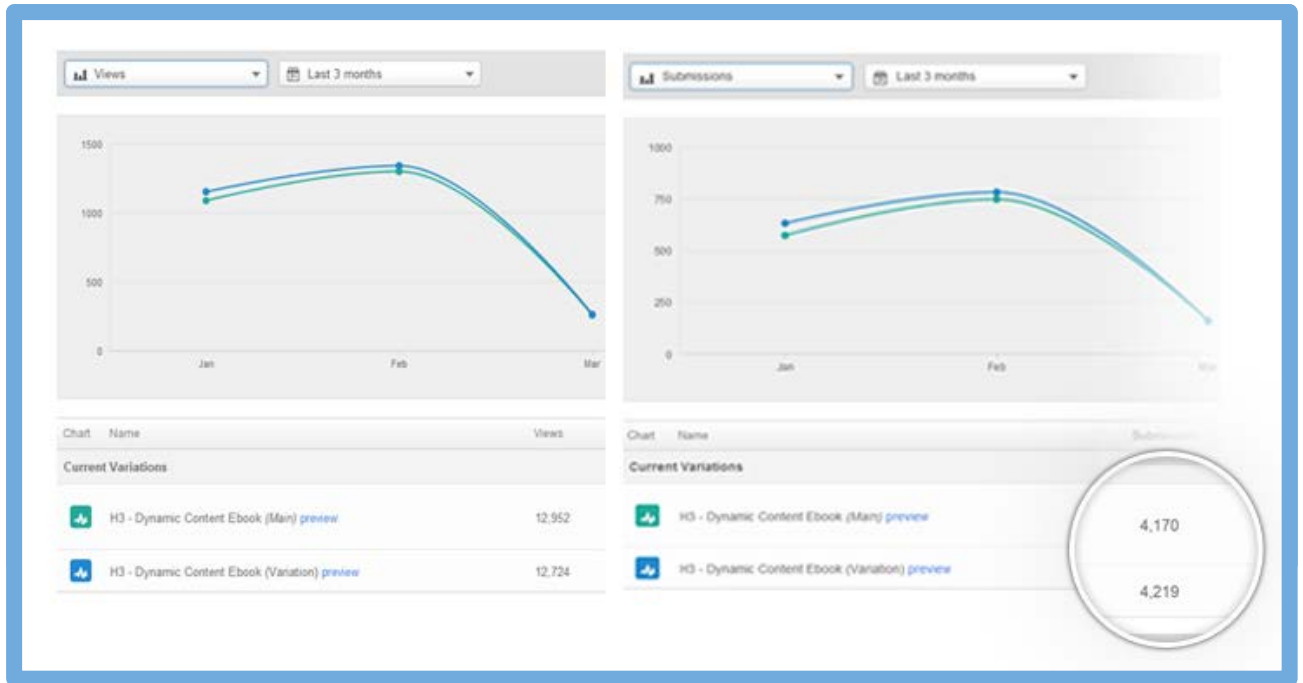 Views
Last 3 months
1500
1000
500
0
Jan Feb Mar
Chart Name Views
Current Variations
H3 - Dynamic Content Ebook (Main) preview 12,952
H3 - Dynamic Content Ebook (Variation) preview 12,724
Submissions
Last 3 months
1000
750
500
250
0
Jan Feb Mar
Chart Name Submissions
Current Variations
H3 - Dynamic Content Ebook (Main) preview 4,170
H3 - Dynamic Content Ebook (Variation) preview 4,219